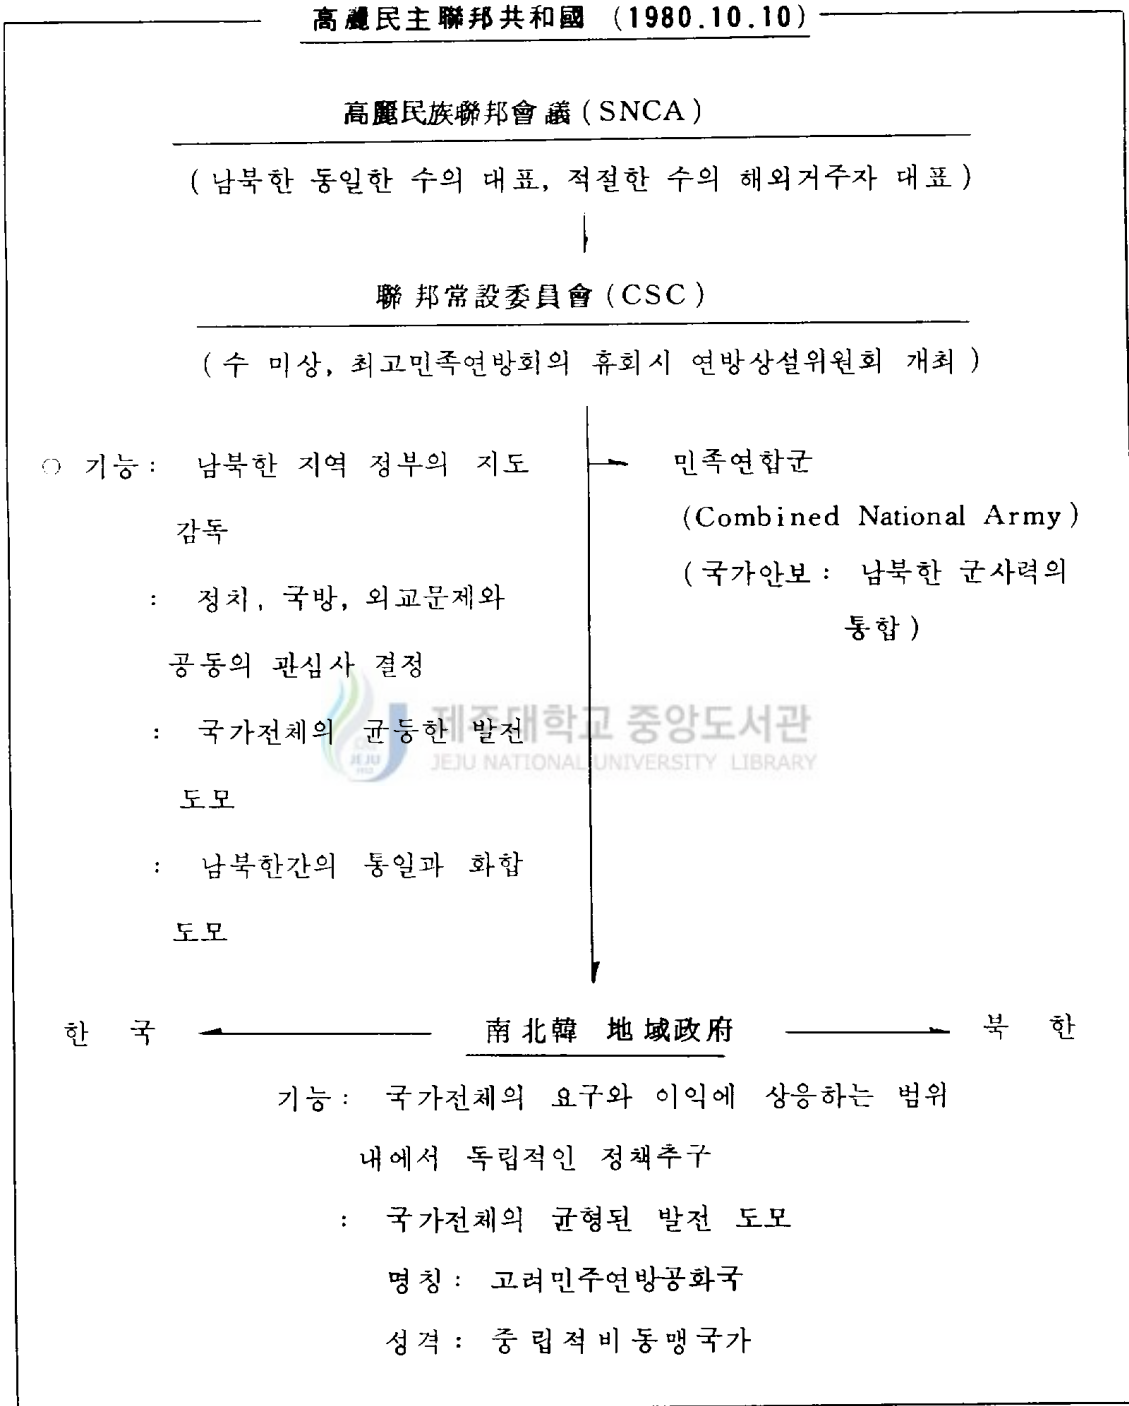 高麗民主聯邦共和國 (1980.10.10)
高麗民族聯邦會議 (SNCA)
(남북한 동일한 수의 대표, 적절한 수의 해외거주자 대표)
聯邦常設委員會 (CSC)
(수 미상, 최고민족연방회의 휴회시 연방상설위원회 개최)
○ 기능 : 남북한 지역 정부의 지도
감독
: 정치, 국방, 외교문제와
공동의 관심사 결정
: 국가전체의 균등한 발전
도모
: 남북한간의 통일과 화합
도모
민족연합군
(Combined National Army)
(국가안보 : 남북한 군사력의
통합)
제주대학교 중앙도서관
JEJU NATIONAL UNIVERSITY LIBRARY
JEJU
1952
한국
南北韓 地域政府
북한
기능 : 국가전체의 요구와 이익에 상응하는 범위
내에서 독립적인 정책추구
: 국가전체의 균형된 발전 도모
명칭 : 고려민주연방공화국
성격 : 중립적비동맹국가